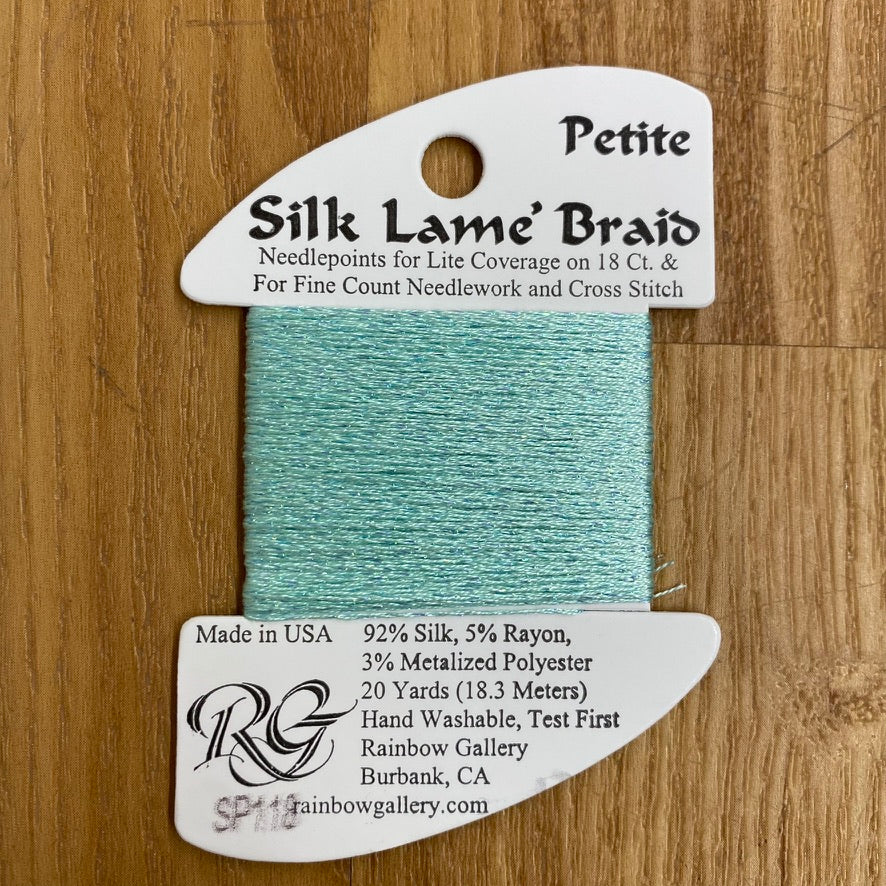 Petite
Silk Lame' Braid
Needlepoints for Lite Coverage on 18 Ct. &
For Fine Count Needlework and Cross Stitch
Made in USA
92% Silk, 5% Rayon,
3% Metalized Polyester
20 Yards (18.3 Meters)
Hand Washable, Test First
RG
Rainbow Gallery
Burbank, CA
SP118
rainbowgallery.com